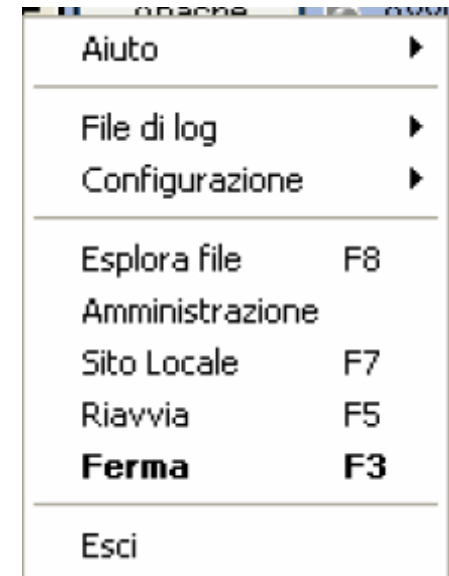 Aiuto
File di log
Configurazione
Esplora file F8
Amministrazione
Sito Locale F7
Riavvia F5
Ferma F3
Esci